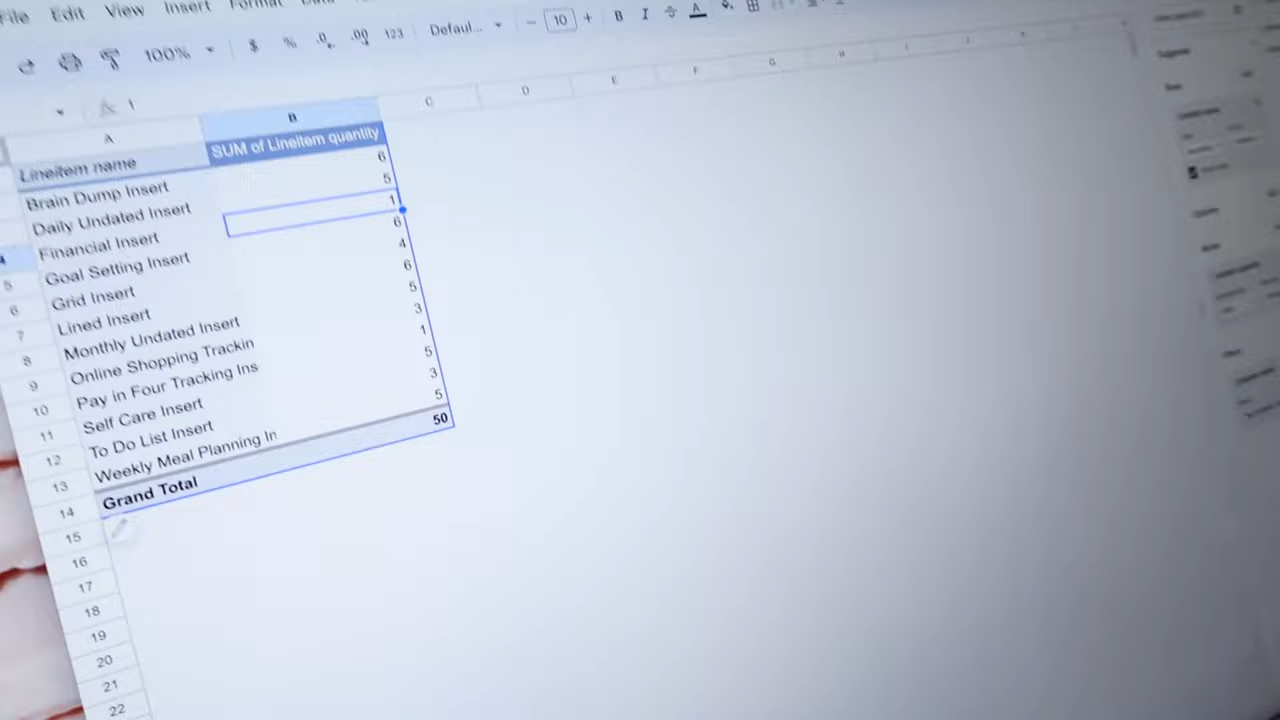 File Edit View Insert Format
100% $ % .0 .00 123 Defaul... − 10 + B I A
fx 1
A B C D E F G H
Lineitem name SUM of Lineitem quantity
Brain Dump Insert 6
Daily Undated Insert 5
4 Financial Insert 1
5 Goal Setting Insert 6
6 Grid Insert 4
7 Lined Insert 6
8 Monthly Undated Insert 5
9 Online Shopping Trackin 3
10 Pay in Four Tracking Ins 1
11 Self Care Insert 5
12 To Do List Insert 3
13 Weekly Meal Planning In 5
14 Grand Total 50
15
16
17
18
19
20
21
22